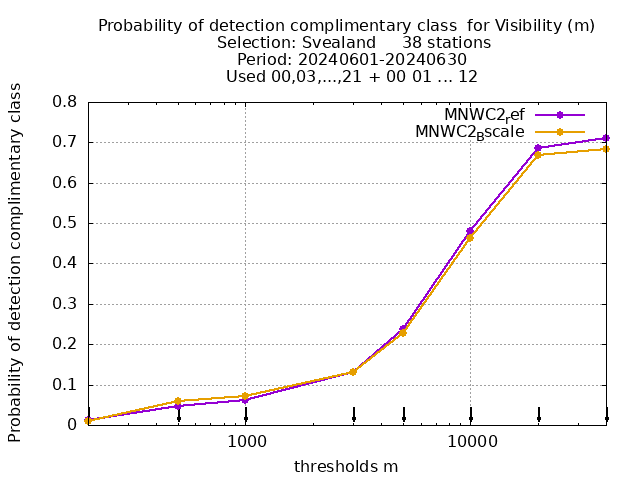 Probability of detection complimentary class  for Visibility (m)
Selection: Svealand     38 stations
Period: 20240601-20240630
Used 00,03,...,21 + 00 01 ... 12
Probability of detection complimentary class
0.8
0.7
0.6
0.5
0.4
0.3
0.2
0.1
0
MNWC2_ref
MNWC2_Bscale
1000
10000
thresholds m